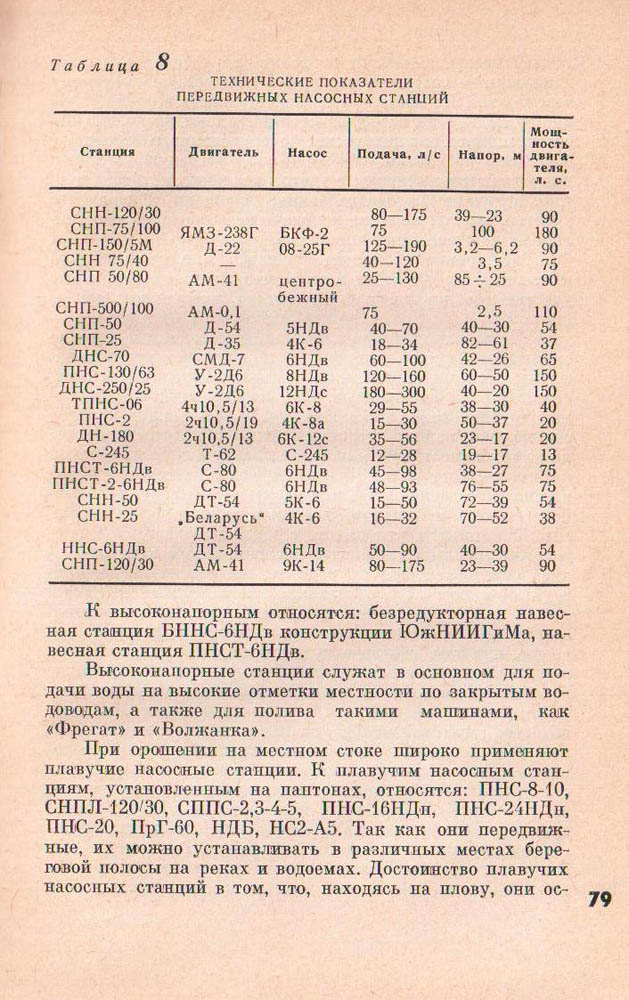 Таблица 8
ТЕХНИЧЕСКИЕ ПОКАЗАТЕЛИ
ПЕРЕДВИЖНЫХ НАСОСНЫХ СТАНЦИЙ
Станция Двигатель Насос Подача, л/с Напор, м Мощ-
ность
двига-
теля,
л. с.
СНН-120/30 80—175 39—23 90
СНП-75/100 ЯМЗ-238Г БКФ-2 75 100 180
СНП-150/5М Д-22 08-25Г 125—190 3,2—6,2 90
СНН 75/40 — 40—120 3,5 75
СНП 50/80 АМ-41 центро- 25—130 85÷25 90
бежный
СНП-500/100 АМ-0,1 75 2,5 110
СНП-50 Д-54 5НДв 40—70 40—30 54
СНП-25 Д-35 4К-6 18—34 82—61 37
ДНС-70 СМД-7 6НДв 60—100 42—26 65
ПНС-130/63 У-2Д6 8НДв 120—160 60—50 150
ДНС-250/25 У-2Д6 12НДс 180—300 40—20 150
ТПНС-06 4ч10,5/13 6К-8 29—55 38—30 40
ПНС-2 2ч10,5/19 4К-8а 15—30 50—37 20
ДН-180 2ч10,5/13 6К-12с 35—56 23—17 20
С-245 Т-62 С-245 12—28 19—17 13
ПНСТ-6НДв С-80 6НДв 45—98 38—27 75
ПНСТ-2-6НДв С-80 6НДв 48—93 76—55 75
СНН-50 ДТ-54 5К-6 15—50 72—39 54
СНН-25 „Беларусь“ 4К-6 16—32 70—52 38
ДТ-54
ННС-6НДв ДТ-54 6НДв 50—90 40—30 54
СНП-120/30 АМ-41 9К-14 80—175 23—39 90
К высоконапорным относятся: безредукторная навес-
ная станция БННС-6НДв конструкции ЮжНИИГиМа, на-
весная станция ПНСТ-6НДв.
Высоконапорные станция служат в основном для по-
дачи воды на высокие отметки местности по закрытым во-
доводам, а также для полива такими машинами, как
«Фрегат» и «Волжанка».
При орошении на местном стоке широко применяют
плавучие насосные станции. К плавучим насосным стан-
циям, установленным на пантонах, относятся: ПНС-8-10,
СНПЛ-120/30, СППС-2,3-4-5, ПНС-16НДн, ПНС-24НДн,
ПНС-20, ПрГ-60, НДБ, НС2-А5. Так как они передвиж-
ные, их можно устанавливать в различных местах бере-
говой полосы на реках и водоемах. Достоинство плавучих
насосных станций в том, что, находясь на плову, они ос-
79